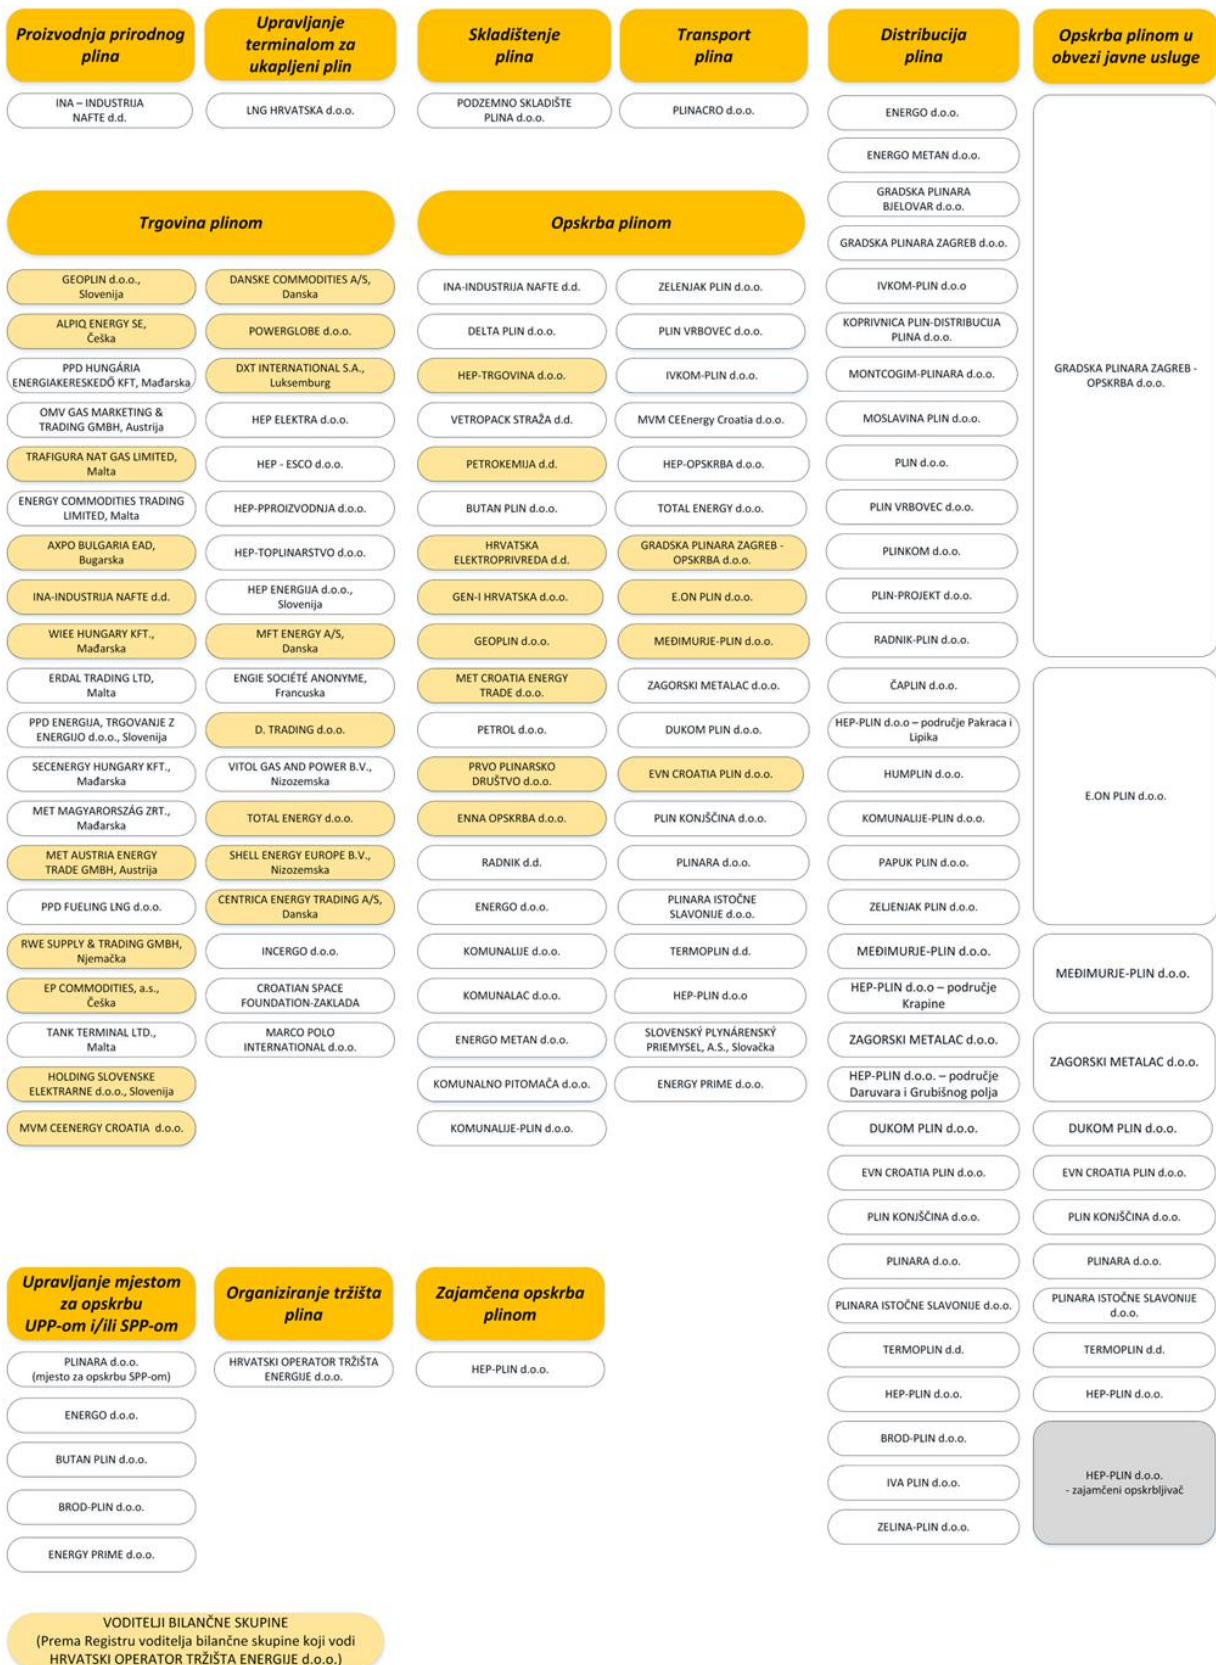 Proizvodnja prirodnog
plina
INA – INDUSTRIJA
NAFTE d.d.
Upravljanje
terminalom za
ukapljeni plin
LNG HRVATSKA d.o.o.
Skladištenje
plina
PODZEMNO SKLADIŠTE
PLINA d.o.o.
Transport
plina
PLINACRO d.o.o.
Trgovina plinom
GEOPLIN d.o.o.,
Slovenija
ALPIQ ENERGY SE,
Češka
PPD HUNGÁRIA
ENERGIAKERESKEDŐ KFT, Mađarska
OMV GAS MARKETING &
TRADING GMBH, Austrija
TRAFIGURA NAT GAS LIMITED,
Malta
ENERGY COMMODITIES TRADING
LIMITED, Malta
AXPO BULGARIA EAD,
Bugarska
INA-INDUSTRIJA NAFTE d.d.
WIEE HUNGARY KFT.,
Mađarska
ERDAL TRADING LTD,
Malta
PPD ENERGIJA, TRGOVANJE Z
ENERGIJO d.o.o., Slovenija
SECENERGY HUNGARY KFT.,
Mađarska
MET MAGYARORSZÁG ZRT.,
Mađarska
MET AUSTRIA ENERGY
TRADE GMBH, Austrija
PPD FUELING LNG d.o.o.
RWE SUPPLY & TRADING GMBH,
Njemačka
EP COMMODITIES, a.s.,
Češka
TANK TERMINAL LTD.,
Malta
HOLDING SLOVENSKE
ELEKTRARNE d.o.o., Slovenija
MVM CEENERGY CROATIA d.o.o.
DANSKE COMMODITIES A/S,
Danska
POWERGLOBE d.o.o.
DXT INTERNATIONAL S.A.,
Luksemburg
HEP ELEKTRA d.o.o.
HEP - ESCO d.o.o.
HEP-PPROIZVODNJA d.o.o.
HEP-TOPLINARSTVO d.o.o.
HEP ENERGIJA d.o.o.,
Slovenija
MFT ENERGY A/S,
Danska
ENGIE SOCIÉTÉ ANONYME,
Francuska
D. TRADING d.o.o.
VITOL GAS AND POWER B.V.,
Nizozemska
TOTAL ENERGY d.o.o.
SHELL ENERGY EUROPE B.V.,
Nizozemska
CENTRICA ENERGY TRADING A/S,
Danska
INCERGO d.o.o.
CROATIAN SPACE
FOUNDATION-ZAKLADA
MARCO POLO
INTERNATIONAL d.o.o.
Opskrba plinom
INA-INDUSTRIJA NAFTE d.d.
DELTA PLIN d.o.o.
HEP-TRGOVINA d.o.o.
VETROPACK STRAŽA d.d.
PETROKEMIJA d.d.
BUTAN PLIN d.o.o.
HRVATSKA
ELEKTROPRIVREDA d.d.
GEN-I HRVATSKA d.o.o.
GEOPLIN d.o.o.
MET CROATIA ENERGY
TRADE d.o.o.
PETROL d.o.o.
PRVO PLINARSKO
DRUŠTVO d.o.o.
ENNA OPSKRBA d.o.o.
RADNIK d.d.
ENERGO d.o.o.
KOMUNALIJE d.o.o.
KOMUNALAC d.o.o.
ENERGO METAN d.o.o.
KOMUNALNO PITOMAČA d.o.o.
KOMUNALIJE-PLIN d.o.o.
ZELENJAK PLIN d.o.o.
PLIN VRBOVEC d.o.o.
IVKOM-PLIN d.o.o.
MVM CEEnergy Croatia d.o.o.
HEP-OPSKRBA d.o.o.
TOTAL ENERGY d.o.o.
GRADSKA PLINARA ZAGREB -
OPSKRBA d.o.o.
E.ON PLIN d.o.o.
MEĐIMURJE-PLIN d.o.o.
ZAGORSKI METALAC d.o.o.
DUKOM PLIN d.o.o.
EVN CROATIA PLIN d.o.o.
PLIN KONJŠČINA d.o.o.
PLINARA d.o.o.
PLINARA ISTOČNE
SLAVONIJE d.o.o.
TERMOPLIN d.d.
HEP-PLIN d.o.o
SLOVENSKÝ PLYNÁRENSKÝ
PRIEMYSEL, A.S., Slovačka
ENERGY PRIME d.o.o.
Distribucija
plina
ENERGO d.o.o.
ENERGO METAN d.o.o.
GRADSKA PLINARA
BJELOVAR d.o.o.
GRADSKA PLINARA ZAGREB d.o.o.
IVKOM-PLIN d.o.o
KOPRIVNICA PLIN-DISTRIBUCIJA
PLINA d.o.o.
MONTCOGIM-PLINARA d.o.o.
MOSLAVINA PLIN d.o.o.
PLIN d.o.o.
PLIN VRBOVEC d.o.o.
PLINKOM d.o.o.
PLIN-PROJEKT d.o.o.
RADNIK-PLIN d.o.o.
ČAPLIN d.o.o.
HEP-PLIN d.o.o – područje Pakraca i
Lipika
HUMPLIN d.o.o.
KOMUNALIJE-PLIN d.o.o.
PAPUK PLIN d.o.o.
ZELJENJAK PLIN d.o.o.
MEĐIMURJE-PLIN d.o.o.
HEP-PLIN d.o.o – područje
Krapine
ZAGORSKI METALAC d.o.o.
HEP-PLIN d.o.o. – područje
Daruvara i Grubišnog polja
DUKOM PLIN d.o.o.
EVN CROATIA PLIN d.o.o.
PLIN KONJŠČINA d.o.o.
PLINARA d.o.o.
PLINARA ISTOČNE SLAVONIJE d.o.o.
TERMOPLIN d.d.
HEP-PLIN d.o.o.
BROD-PLIN d.o.o.
IVA PLIN d.o.o.
ZELINA-PLIN d.o.o.
Opskrba plinom u
obvezi javne usluge
GRADSKA PLINARA ZAGREB -
OPSKRBA d.o.o.
E.ON PLIN d.o.o.
MEĐIMURJE-PLIN d.o.o.
ZAGORSKI METALAC d.o.o.
DUKOM PLIN d.o.o.
EVN CROATIA PLIN d.o.o.
PLIN KONJŠČINA d.o.o.
PLINARA d.o.o.
PLINARA ISTOČNE SLAVONIJE
d.o.o.
TERMOPLIN d.d.
HEP-PLIN d.o.o.
HEP-PLIN d.o.o.
- zajamčeni opskrbljivač
Upravljanje mjestom
za opskrbu
UPP-om i/ili SPP-om
PLINARA d.o.o.
(mjesto za opskrbu SPP-om)
ENERGO d.o.o.
BUTAN PLIN d.o.o.
BROD-PLIN d.o.o.
ENERGY PRIME d.o.o.
Organiziranje tržišta
plina
HRVATSKI OPERATOR TRŽIŠTA
ENERGIJE d.o.o.
Zajamčena opskrba
plinom
HEP-PLIN d.o.o.
VODITELJI BILANČNE SKUPINE
(Prema Registru voditelja bilančne skupine koji vodi
HRVATSKI OPERATOR TRŽIŠTA ENERGIJE d.o.o.)